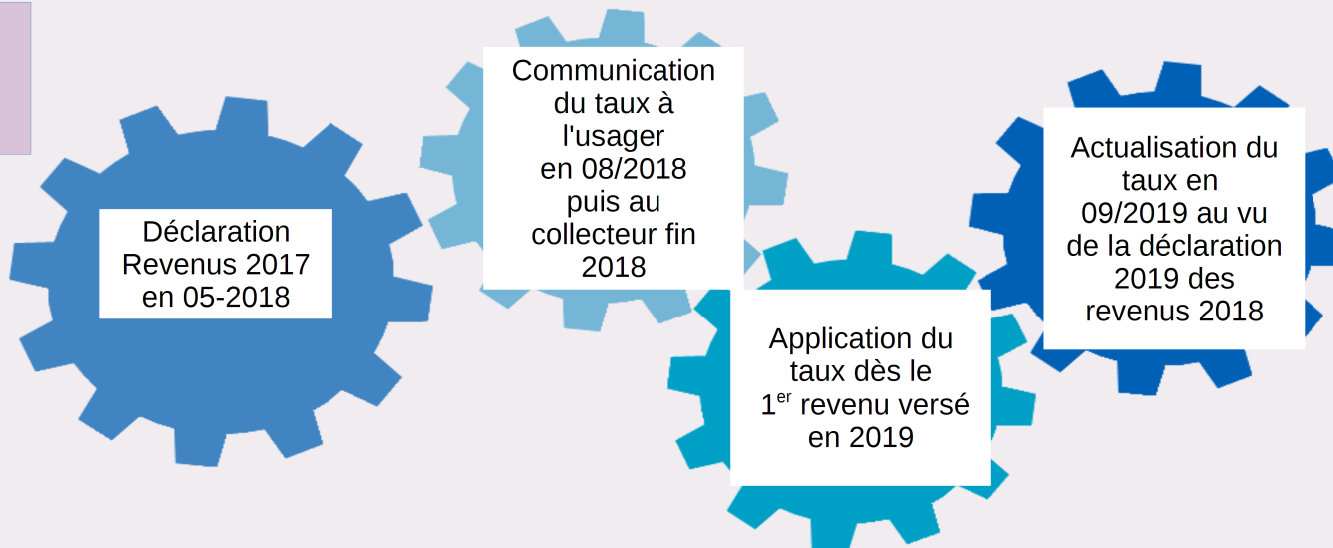 Déclaration
Revenus 2017
en 05-2018
Communication
du taux à
l'usager
en 08/2018
puis au
collecteur fin
2018
Application du
taux dès le
1er revenu versé
en 2019
Actualisation du
taux en
09/2019 au vu
de la déclaration
2019 des
revenus 2018